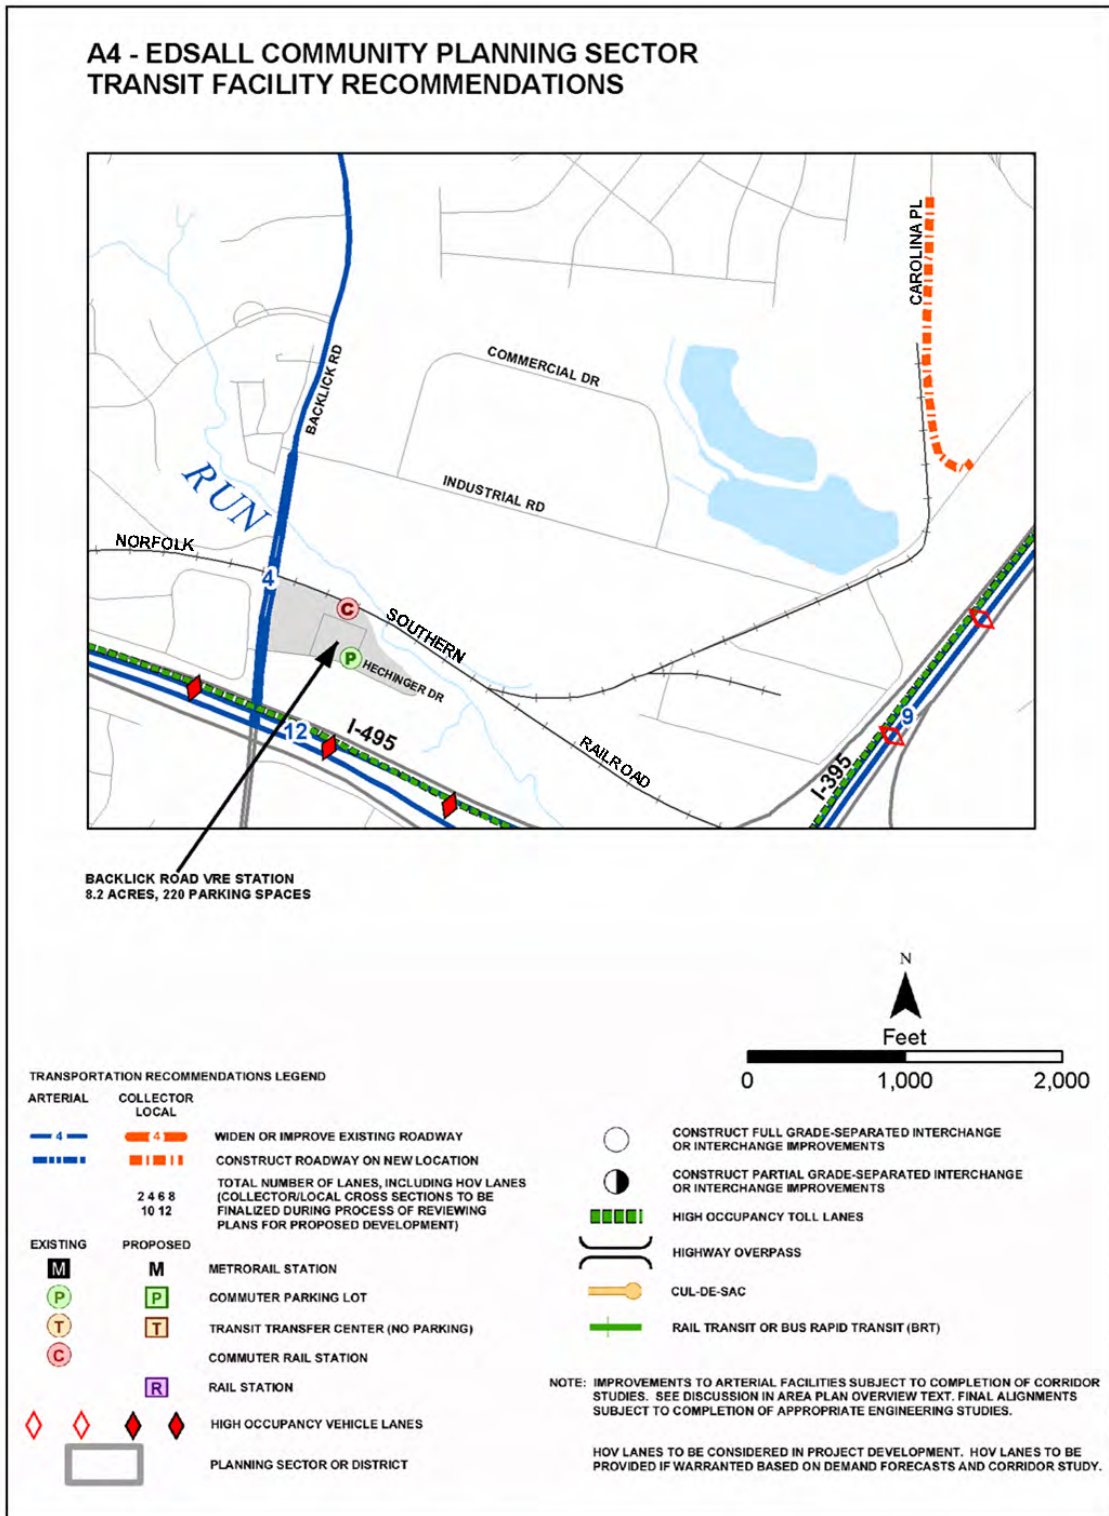 A4 - EDSALL COMMUNITY PLANNING SECTOR
TRANSIT FACILITY RECOMMENDATIONS
CAROLINA PL
COMMERCIAL DR
BACKLICK RD
INDUSTRIAL RD
RUN
NORFOLK
4
C
SOUTHERN
P
HECHINGER DR
12
I-495
9
RAILROAD
I-395
BACKLICK ROAD VRE STATION
8.2 ACRES, 220 PARKING SPACES
N
Feet
0 1,000 2,000
TRANSPORTATION RECOMMENDATIONS LEGEND
ARTERIAL COLLECTOR
LOCAL
4 4 WIDEN OR IMPROVE EXISTING ROADWAY
CONSTRUCT ROADWAY ON NEW LOCATION
2 4 6 8
10 12
TOTAL NUMBER OF LANES, INCLUDING HOV LANES
(COLLECTOR/LOCAL CROSS SECTIONS TO BE
FINALIZED DURING PROCESS OF REVIEWING
PLANS FOR PROPOSED DEVELOPMENT)
EXISTING PROPOSED
M M METRORAIL STATION
P P COMMUTER PARKING LOT
T T TRANSIT TRANSFER CENTER (NO PARKING)
C COMMUTER RAIL STATION
R RAIL STATION
HIGH OCCUPANCY VEHICLE LANES
PLANNING SECTOR OR DISTRICT
CONSTRUCT FULL GRADE-SEPARATED INTERCHANGE
OR INTERCHANGE IMPROVEMENTS
CONSTRUCT PARTIAL GRADE-SEPARATED INTERCHANGE
OR INTERCHANGE IMPROVEMENTS
HIGH OCCUPANCY TOLL LANES
HIGHWAY OVERPASS
CUL-DE-SAC
RAIL TRANSIT OR BUS RAPID TRANSIT (BRT)
NOTE: IMPROVEMENTS TO ARTERIAL FACILITIES SUBJECT TO COMPLETION OF CORRIDOR
STUDIES. SEE DISCUSSION IN AREA PLAN OVERVIEW TEXT. FINAL ALIGNMENTS
SUBJECT TO COMPLETION OF APPROPRIATE ENGINEERING STUDIES.
HOV LANES TO BE CONSIDERED IN PROJECT DEVELOPMENT. HOV LANES TO BE
PROVIDED IF WARRANTED BASED ON DEMAND FORECASTS AND CORRIDOR STUDY.